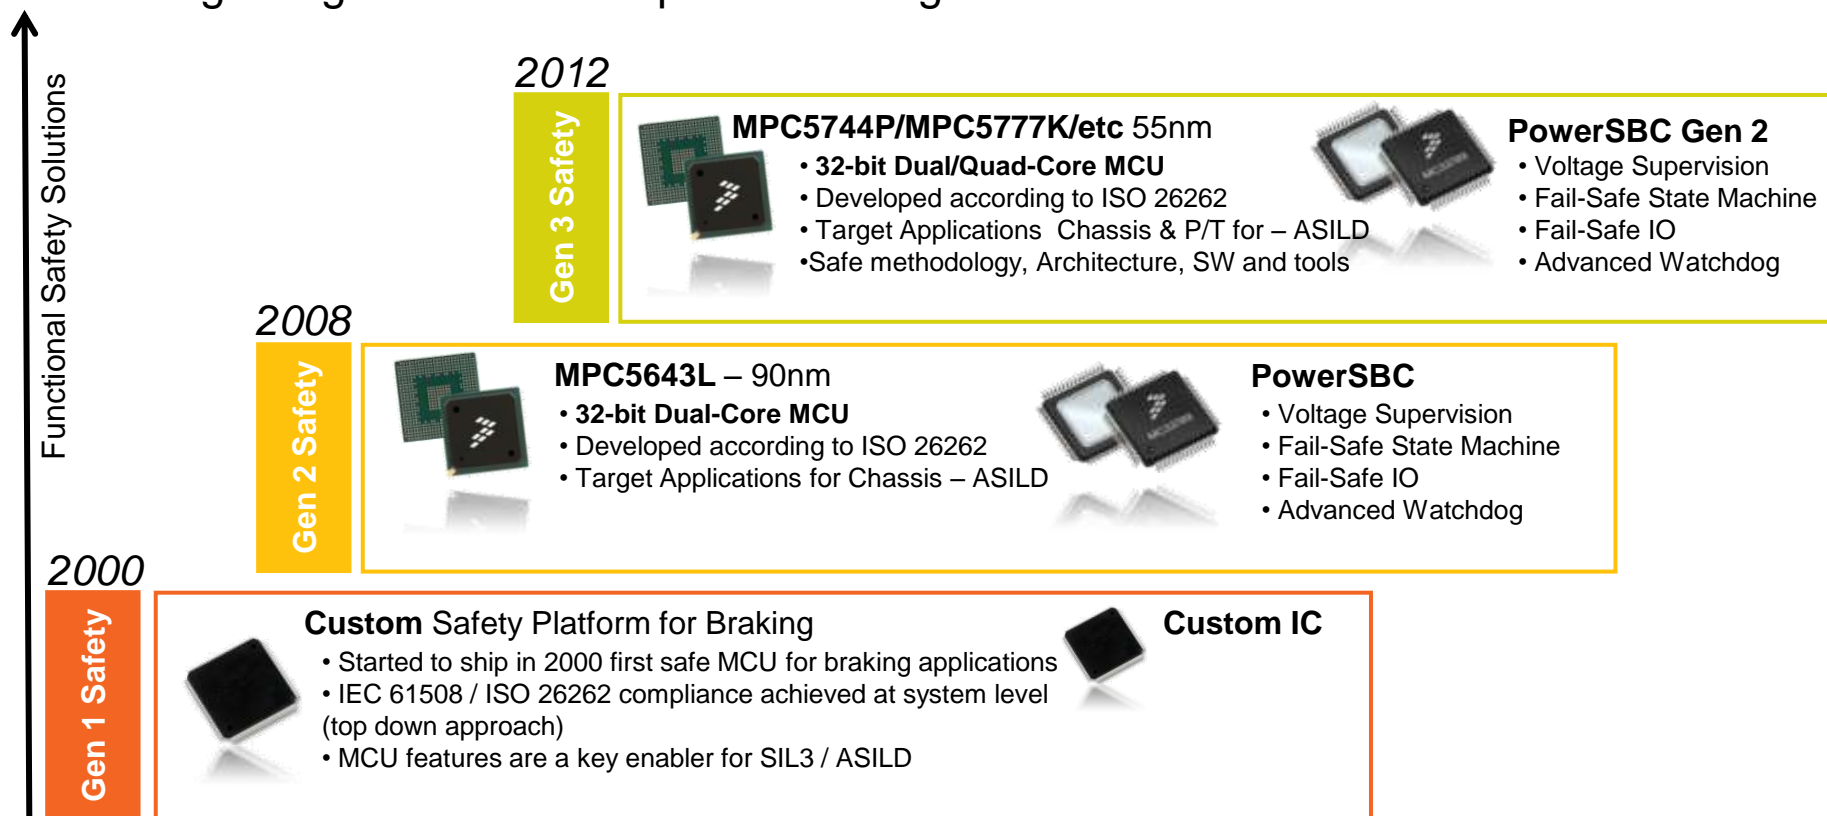 Functional Safety Solutions
2012
Gen 3 Safety
MPC5744P/MPC5777K/etc 55nm
• 32-bit Dual/Quad-Core MCU
• Developed according to ISO 26262
• Target Applications Chassis & P/T for – ASILD
•Safe methodology, Architecture, SW and tools
PowerSBC Gen 2
• Voltage Supervision
• Fail-Safe State Machine
• Fail-Safe IO
• Advanced Watchdog
2008
Gen 2 Safety
MPC5643L – 90nm
• 32-bit Dual-Core MCU
• Developed according to ISO 26262
• Target Applications for Chassis – ASILD
PowerSBC
• Voltage Supervision
• Fail-Safe State Machine
• Fail-Safe IO
• Advanced Watchdog
2000
Gen 1 Safety
Custom Safety Platform for Braking
• Started to ship in 2000 first safe MCU for braking applications
• IEC 61508 / ISO 26262 compliance achieved at system level
(top down approach)
• MCU features are a key enabler for SIL3 / ASILD
Custom IC